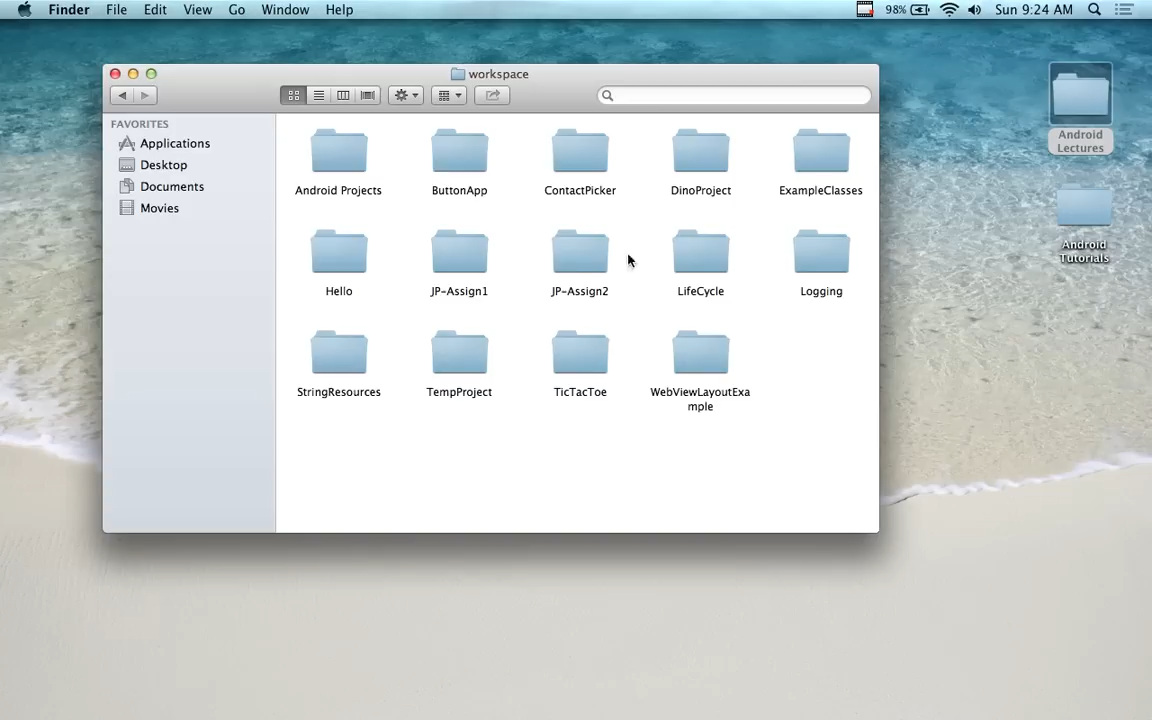 Finder File Edit View Go Window Help 98% Sun 9:24 AM
workspace
FAVORITES
Applications
Desktop
Documents
Movies
Android Projects ButtonApp ContactPicker DinoProject ExampleClasses
Hello JP-Assign1 JP-Assign2 LifeCycle Logging
StringResources TempProject TicTacToe WebViewLayoutExa
mple
Android
Lectures
Android
Tutorials